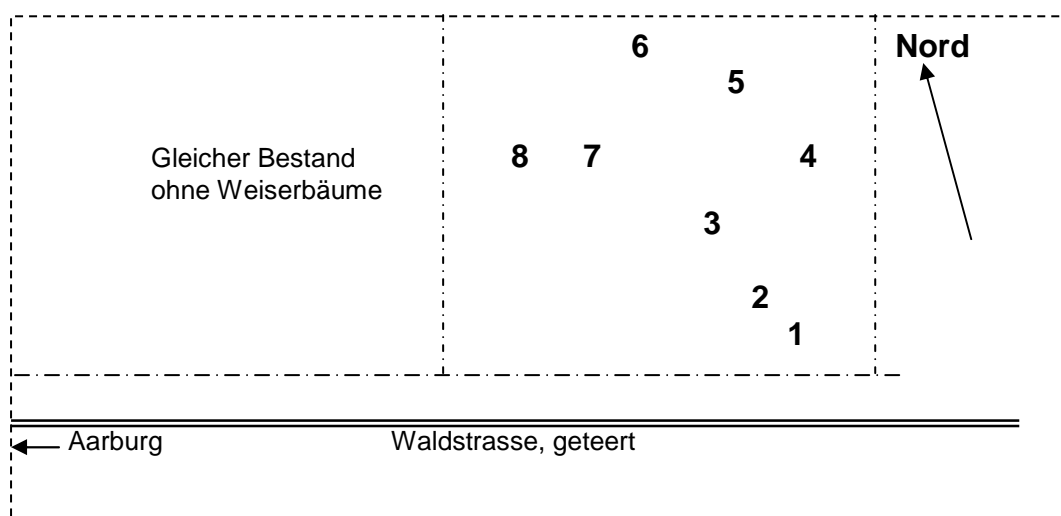 6 Nord
5
Gleicher Bestand 8 7 4
ohne Weiserbäume
3
2
1
Aarburg Waldstrasse, geteert